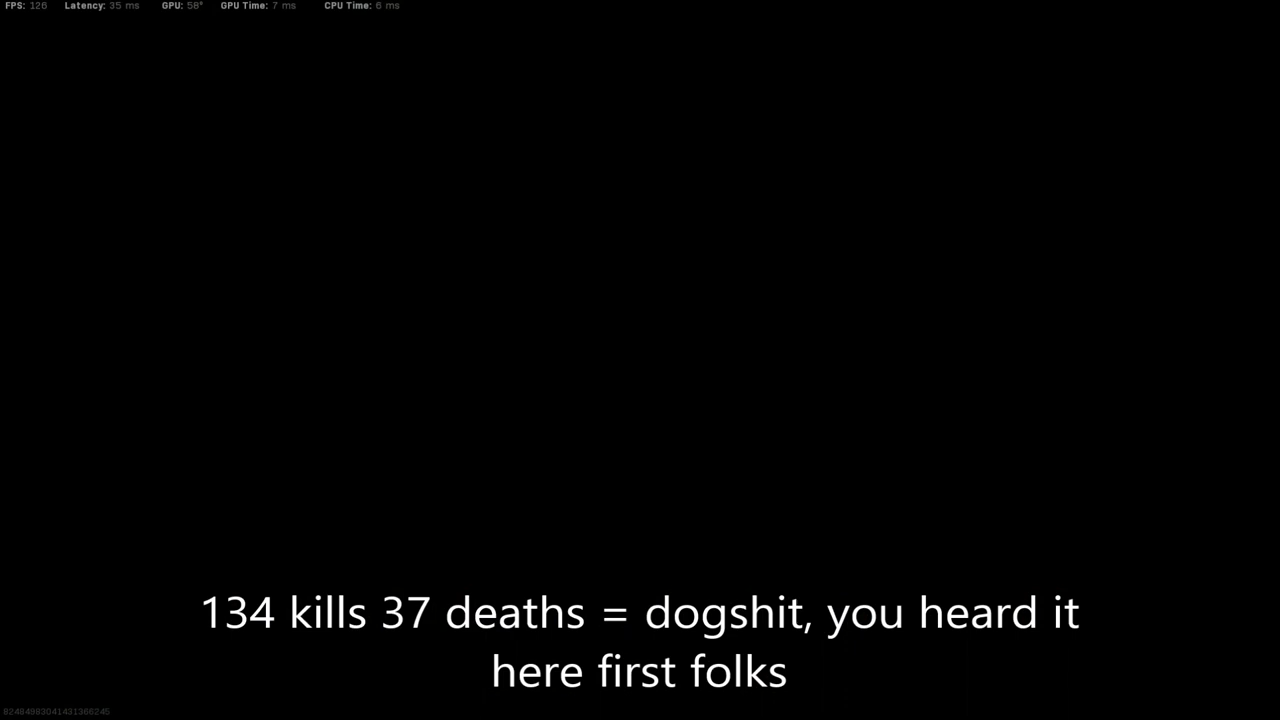 FPS: 126 Latency: 35 ms GPU: 58° GPU Time: 7 ms CPU Time: 6 ms
134 kills 37 deaths = dogshit, you heard it
here first folks